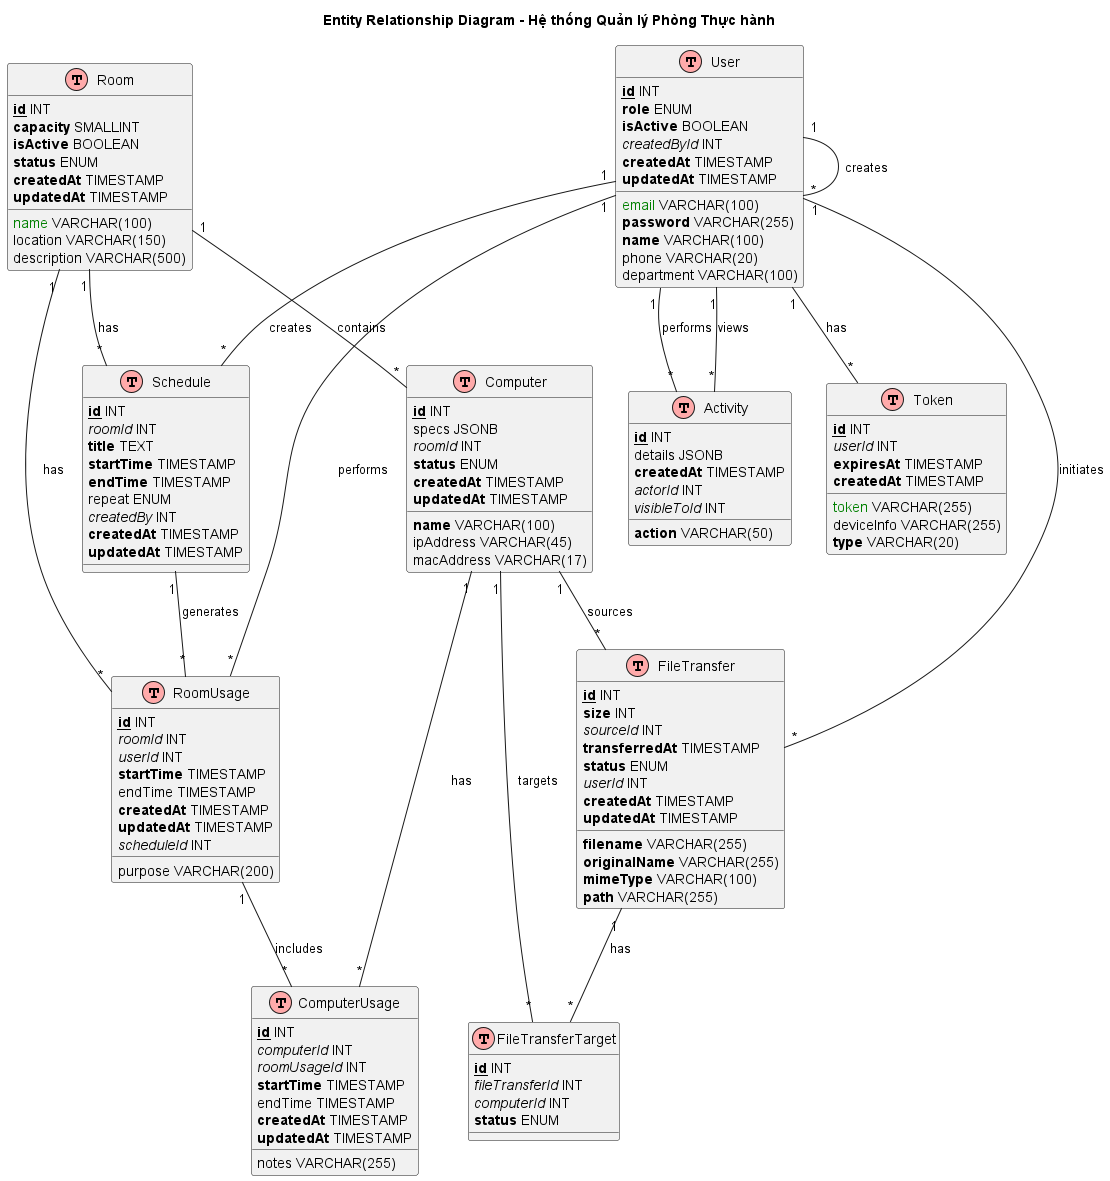 Entity Relationship Diagram - Hệ thống Quản lý Phòng Thực hành
T Room
id INT
capacity SMALLINT
isActive BOOLEAN
status ENUM
createdAt TIMESTAMP
updatedAt TIMESTAMP
name VARCHAR(100)
location VARCHAR(150)
description VARCHAR(500)
T User
id INT
role ENUM
isActive BOOLEAN
createdById INT
createdAt TIMESTAMP
updatedAt TIMESTAMP
email VARCHAR(100)
password VARCHAR(255)
name VARCHAR(100)
phone VARCHAR(20)
department VARCHAR(100)
1
creates
*
1
1
1
1
1
1
has
*
creates
*
contains
*
1
performs
*
1
views
*
1
has
*
1
T Schedule
id INT
roomId INT
title TEXT
startTime TIMESTAMP
endTime TIMESTAMP
repeat ENUM
createdBy INT
createdAt TIMESTAMP
updatedAt TIMESTAMP
T Computer
id INT
specs JSONB
roomId INT
status ENUM
createdAt TIMESTAMP
updatedAt TIMESTAMP
name VARCHAR(100)
ipAddress VARCHAR(45)
macAddress VARCHAR(17)
T Activity
id INT
details JSONB
createdAt TIMESTAMP
actorId INT
visibleToId INT
action VARCHAR(50)
T Token
id INT
userId INT
expiresAt TIMESTAMP
createdAt TIMESTAMP
token VARCHAR(255)
deviceInfo VARCHAR(255)
type VARCHAR(20)
has
performs
initiates
1
generates
*
*
*
1
1
1
sources
*
*
T RoomUsage
id INT
roomId INT
userId INT
startTime TIMESTAMP
endTime TIMESTAMP
createdAt TIMESTAMP
updatedAt TIMESTAMP
scheduleId INT
purpose VARCHAR(200)
T FileTransfer
id INT
size INT
sourceId INT
transferredAt TIMESTAMP
status ENUM
userId INT
createdAt TIMESTAMP
updatedAt TIMESTAMP
filename VARCHAR(255)
originalName VARCHAR(255)
mimeType VARCHAR(100)
path VARCHAR(255)
has
targets
1
includes
*
*
1
has
*
*
T ComputerUsage
id INT
computerId INT
roomUsageId INT
startTime TIMESTAMP
endTime TIMESTAMP
createdAt TIMESTAMP
updatedAt TIMESTAMP
notes VARCHAR(255)
T FileTransferTarget
id INT
fileTransferId INT
computerId INT
status ENUM